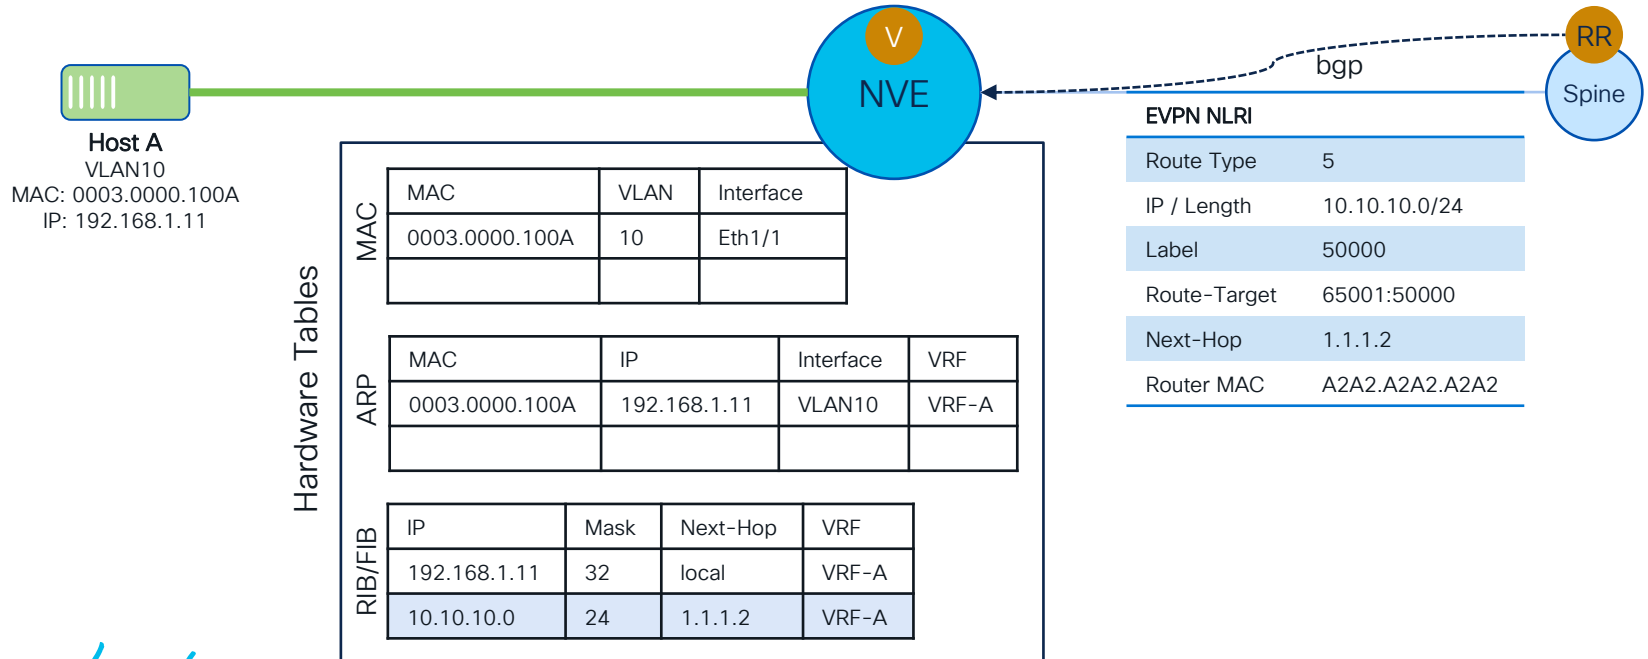 V
NVE
RR
bgp
Spine
Host A
VLAN10
MAC: 0003.0000.100A
IP: 192.168.1.11
EVPN NLRI
Route Type 5
IP / Length 10.10.10.0/24
Label 50000
Route-Target 65001:50000
Next-Hop 1.1.1.2
Router MAC A2A2.A2A2.A2A2
Hardware Tables
MAC
MAC VLAN Interface
0003.0000.100A 10 Eth1/1
ARP
MAC IP Interface VRF
0003.0000.100A 192.168.1.11 VLAN10 VRF-A
RIB/FIB
IP Mask Next-Hop VRF
192.168.1.11 32 local VRF-A
10.10.10.0 24 1.1.1.2 VRF-A